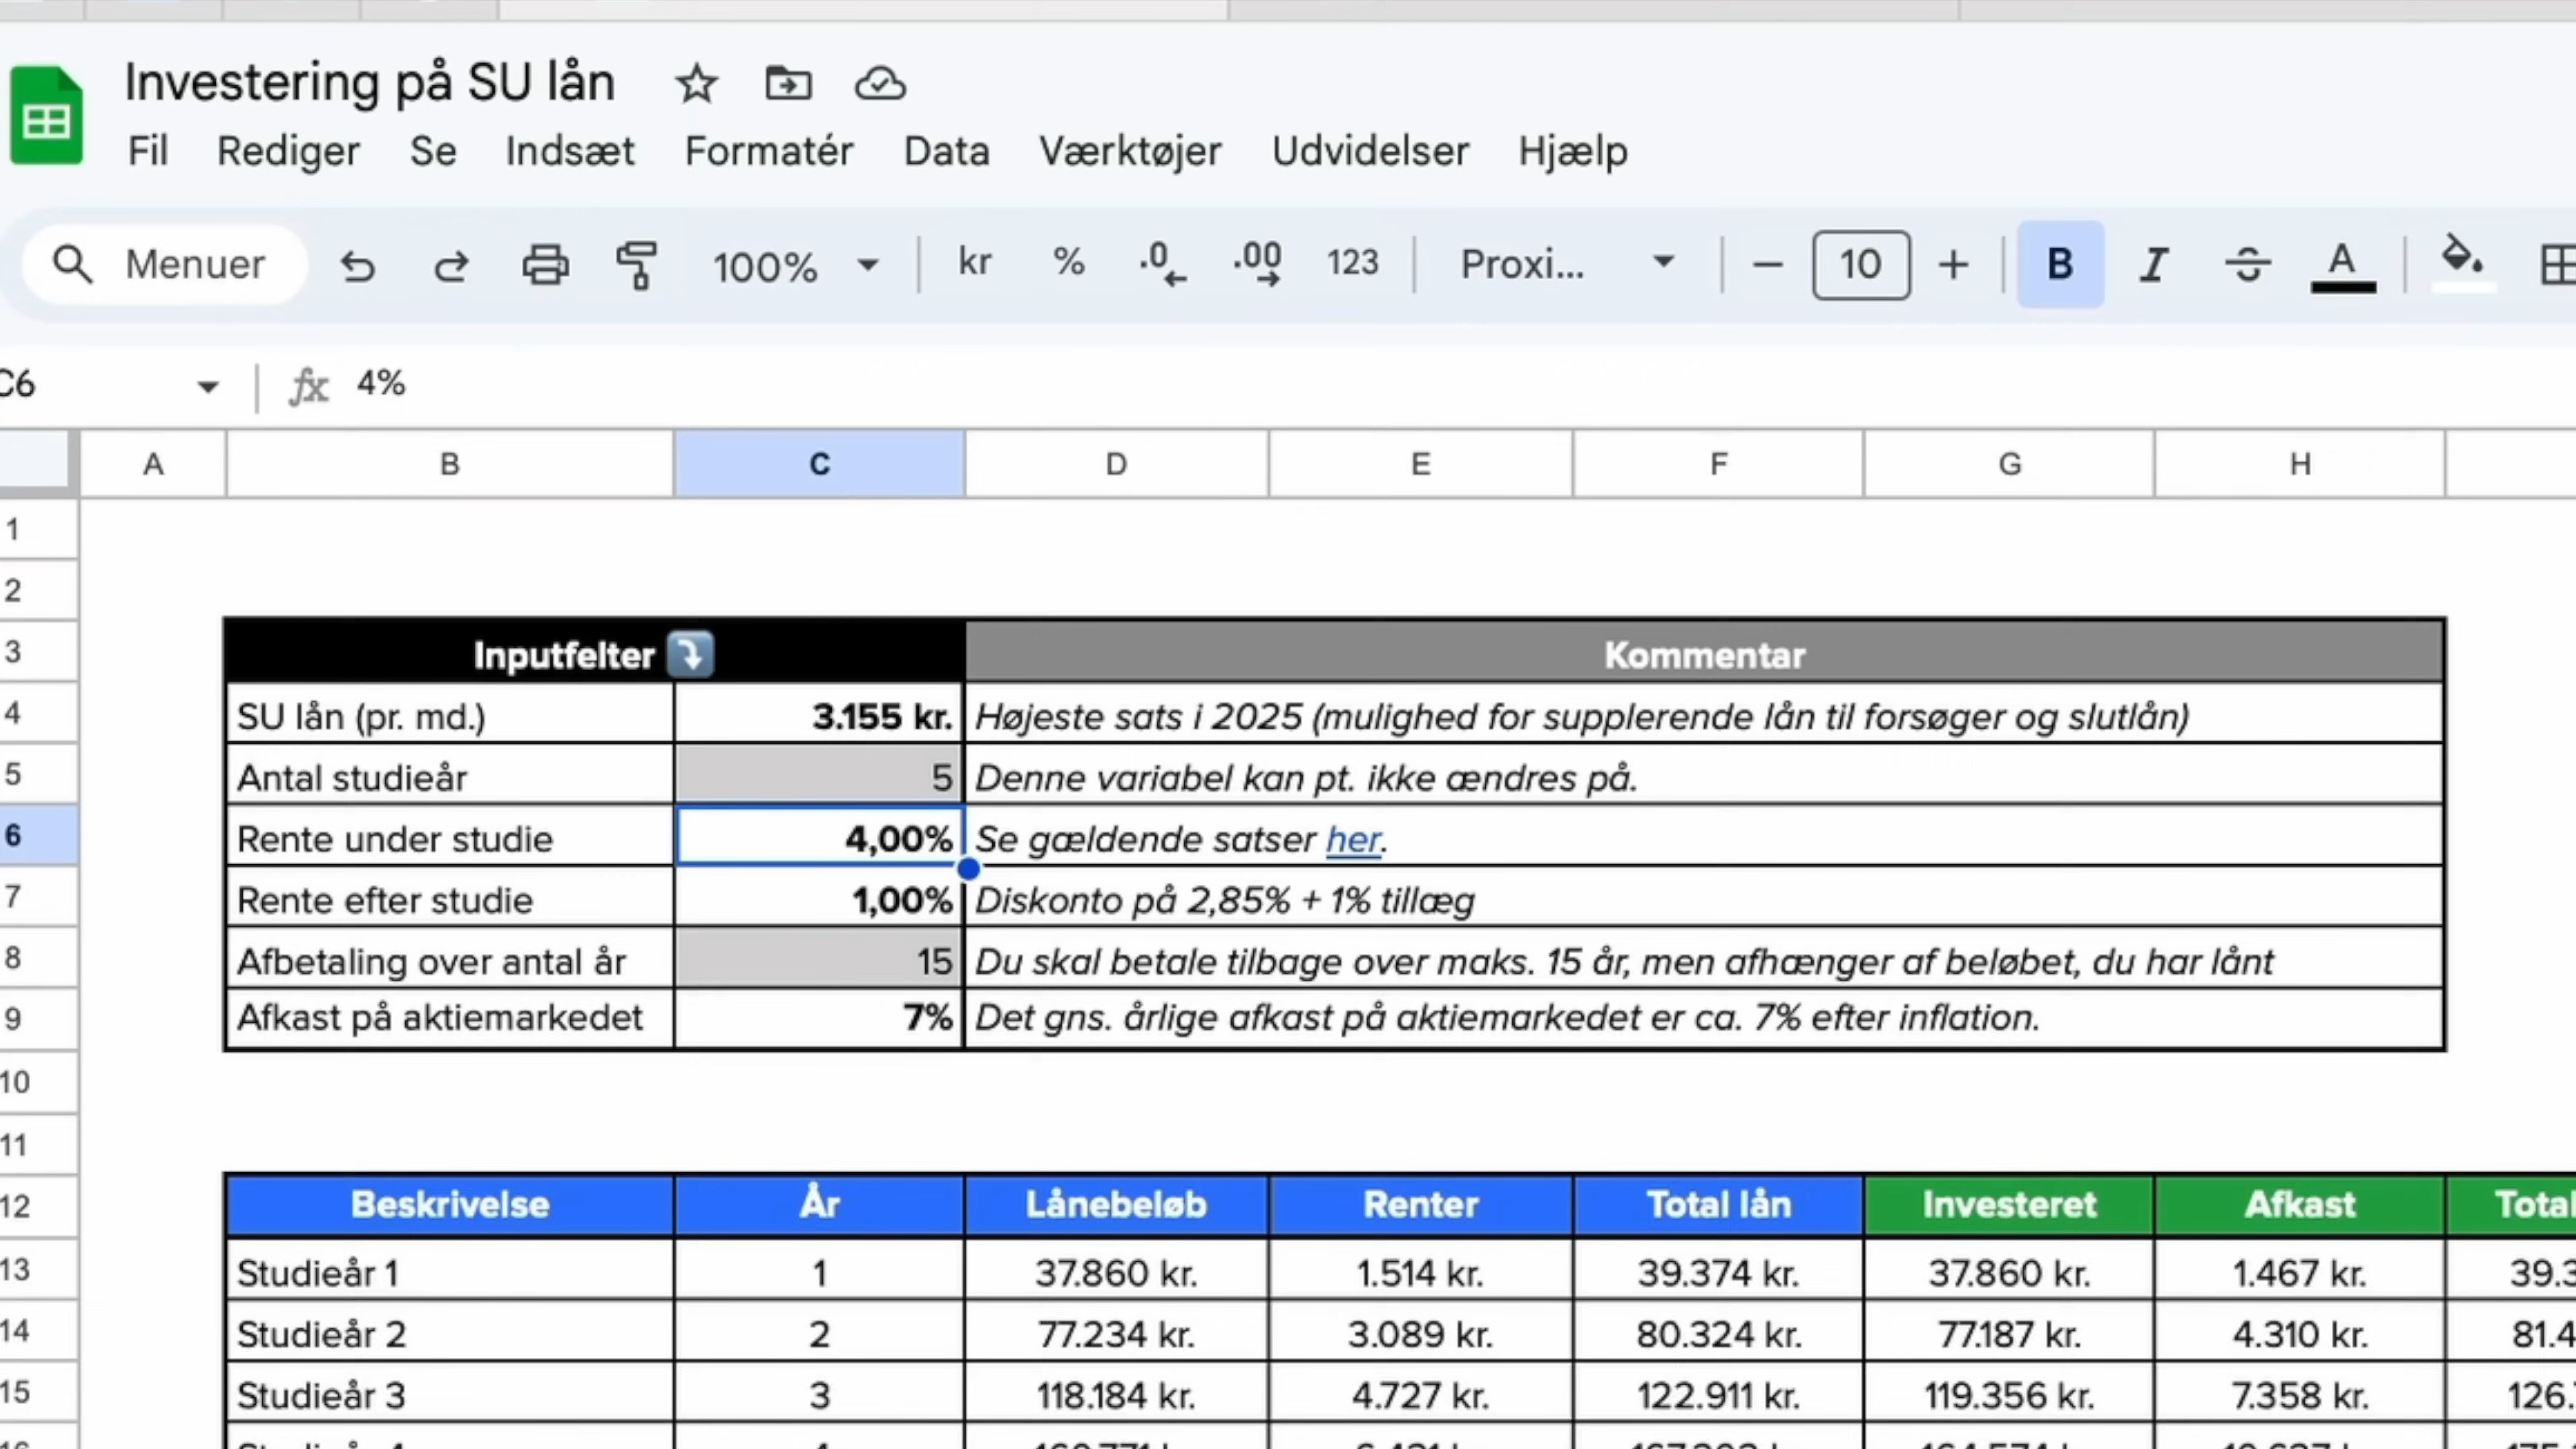 Investering på SU lån
Fil Rediger Se Indsæt Formatér Data Værktøjer Udvidelser Hjælp
Menuer 100% kr % .0 .00 123 Proxi... 10 B I A
C6 fx 4%
A B C D E F G H
1
2
3 Inputfelter Kommentar
4 SU lån (pr. md.) 3.155 kr. Højeste sats i 2025 (mulighed for supplerende lån til forsøger og slutlån)
5 Antal studieår 5 Denne variabel kan pt. ikke ændres på.
6 Rente under studie 4,00% Se gældende satser her.
7 Rente efter studie 1,00% Diskonto på 2,85% + 1% tillæg
8 Afbetaling over antal år 15 Du skal betale tilbage over maks. 15 år, men afhænger af beløbet, du har lånt
9 Afkast på aktiemarkedet 7% Det gns. årlige afkast på aktiemarkedet er ca. 7% efter inflation.
10
11
12 Beskrivelse År Lånebeløb Renter Total lån Investeret Afkast Total
13 Studieår 1 1 37.860 kr. 1.514 kr. 39.374 kr. 37.860 kr. 1.467 kr. 39.3
14 Studieår 2 2 77.234 kr. 3.089 kr. 80.324 kr. 77.187 kr. 4.310 kr. 81.4
15 Studieår 3 3 118.184 kr. 4.727 kr. 122.911 kr. 119.356 kr. 7.358 kr. 126.